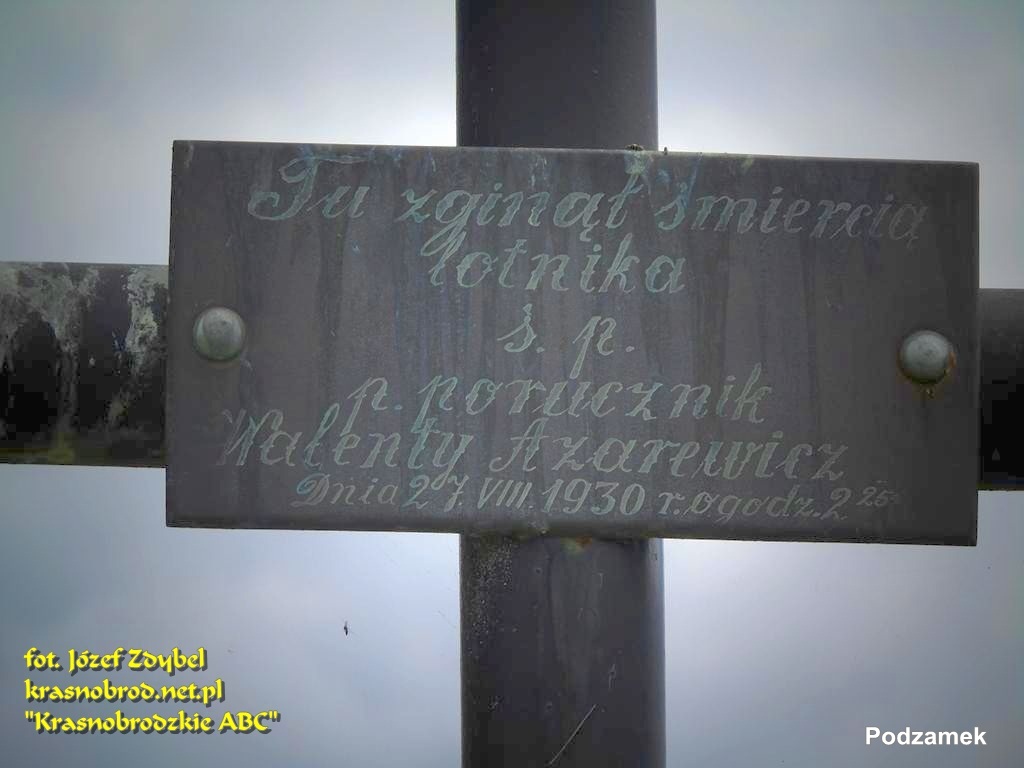 Tu zginął śmiercią
lotnika
ś. p.
p. porucznik
Walenty Azarewicz
Dnia 27. VIII. 1930 r. o godz. 2 25
fot. Józef Zdybel
krasnobrod.net.pl
"Krasnobrodzkie ABC"
Podzamek